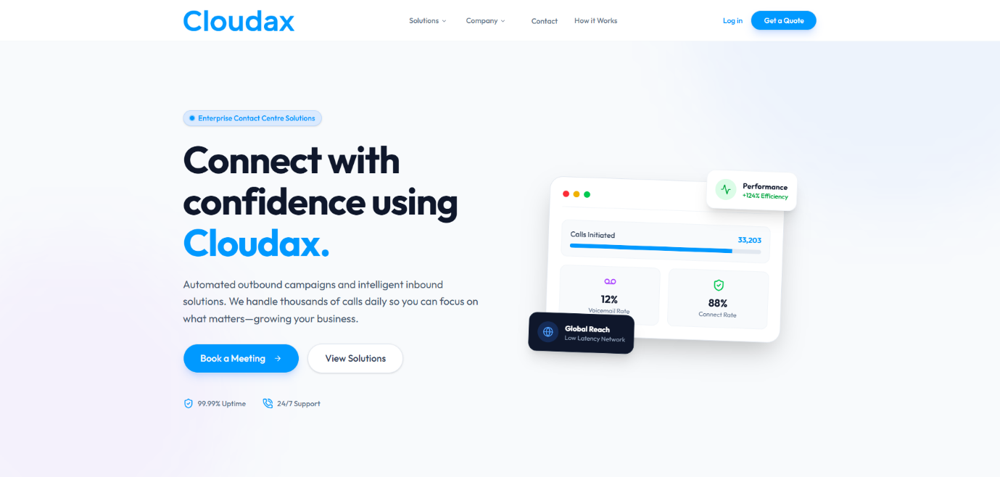 Cloudax
Solutions
Company
Contact
How it Works
Log in
Get a Quote
Enterprise Contact Centre Solutions
Connect with
confidence using
Cloudax.
Automated outbound campaigns and intelligent inbound
solutions. We handle thousands of calls daily so you can focus on
what matters—growing your business.
Book a Meeting
View Solutions
99.99% Uptime
24/7 Support
Performance
+124% Efficiency
Calls Initiated
33,203
12%
Voicemail Rate
88%
Connect Rate
Global Reach
Low Latency Network